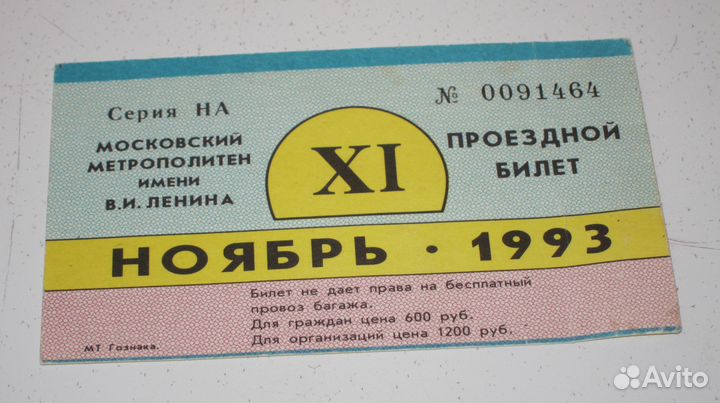 Серия НА
№ 0091464
МОСКОВСКИЙ
МЕТРОПОЛИТЕН
ИМЕНИ
В.И. ЛЕНИНА
XI
ПРОЕЗДНОЙ
БИЛЕТ
НОЯБРЬ · 1993
Билет не дает права на бесплатный
провоз багажа.
Для граждан цена 600 руб.
Для организаций цена 1200 руб.
МТ Гознака.
Avito